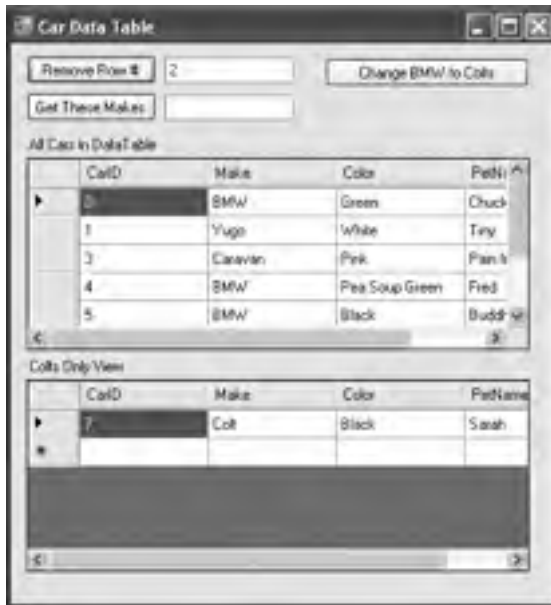 Car Data Table
Remove Row # 2 Change BMW to Colts
Get These Makes
All Cars in DataTable
CarID Make Color
BMW Green Chuck
1 Yugo White Tiny
3 Caravan Pink Pain
4 BMW Pea Soup Green Fred
5 BMW Black
Colts Only View
CarID Make Color PetName
7 Colt Black Sarah